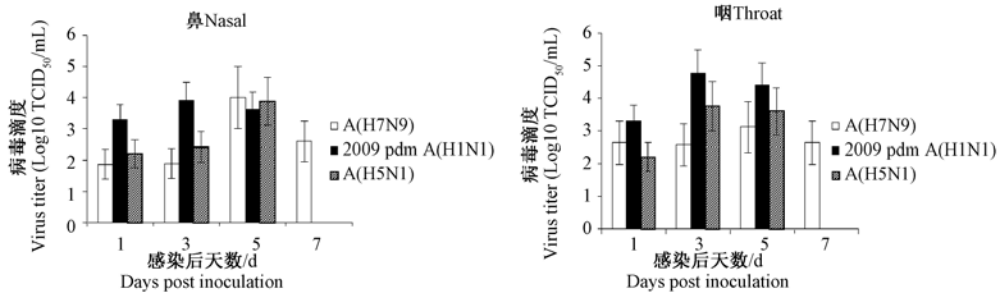 鼻Nasal
病毒滴度
Virus titer (Log10 TCID50/mL)
6
5
4
3
2
1
0
1
3
5
7
感染后天数/d
Days post inoculation
A(H7N9)
2009 pdm A(H1N1)
A(H5N1)
咽Throat
病毒滴度
Virus titer (Log10 TCID50/mL)
6
5
4
3
2
1
0
1
3
5
7
感染后天数/d
Days post inoculation
A(H7N9)
2009 pdm A(H1N1)
A(H5N1)